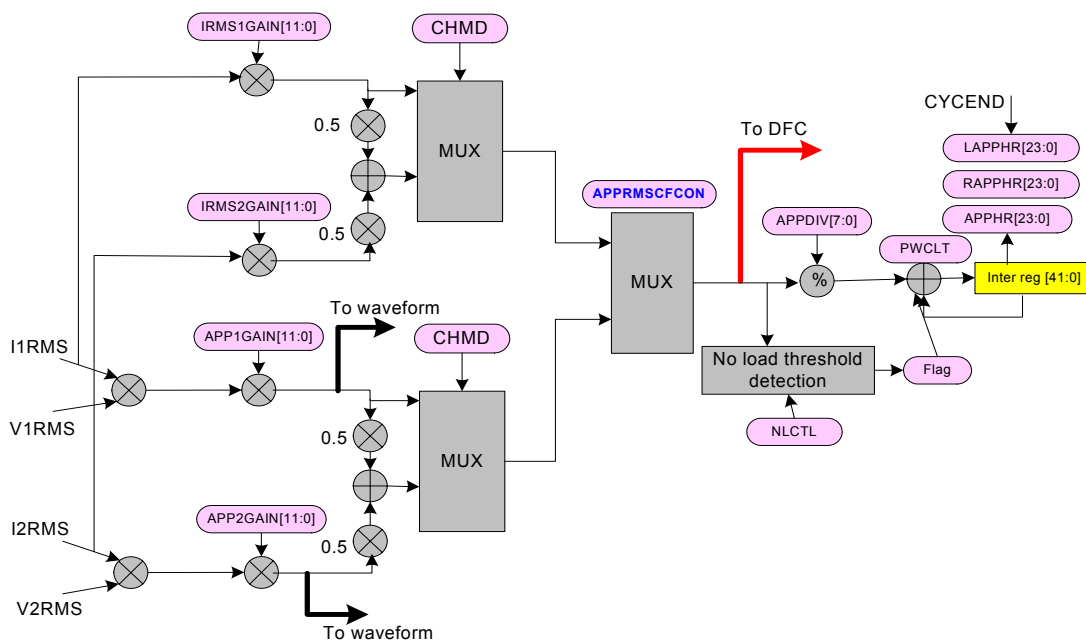 IRMS1GAIN[11:0]
CHMD
0.5
MUX
CYCEND
To DFC
LAPPHR[23:0]
RAPPHR[23:0]
APPRMSCFCON
IRMS2GAIN[11:0]
0.5
APPDIV[7:0]
APPHR[23:0]
PWCLT
%
Inter reg [41:0]
MUX
To waveform
I1RMS
APP1GAIN[11:0]
CHMD
No load threshold
detection
Flag
V1RMS
0.5
NLCTL
MUX
I2RMS
APP2GAIN[11:0]
0.5
V2RMS
To waveform